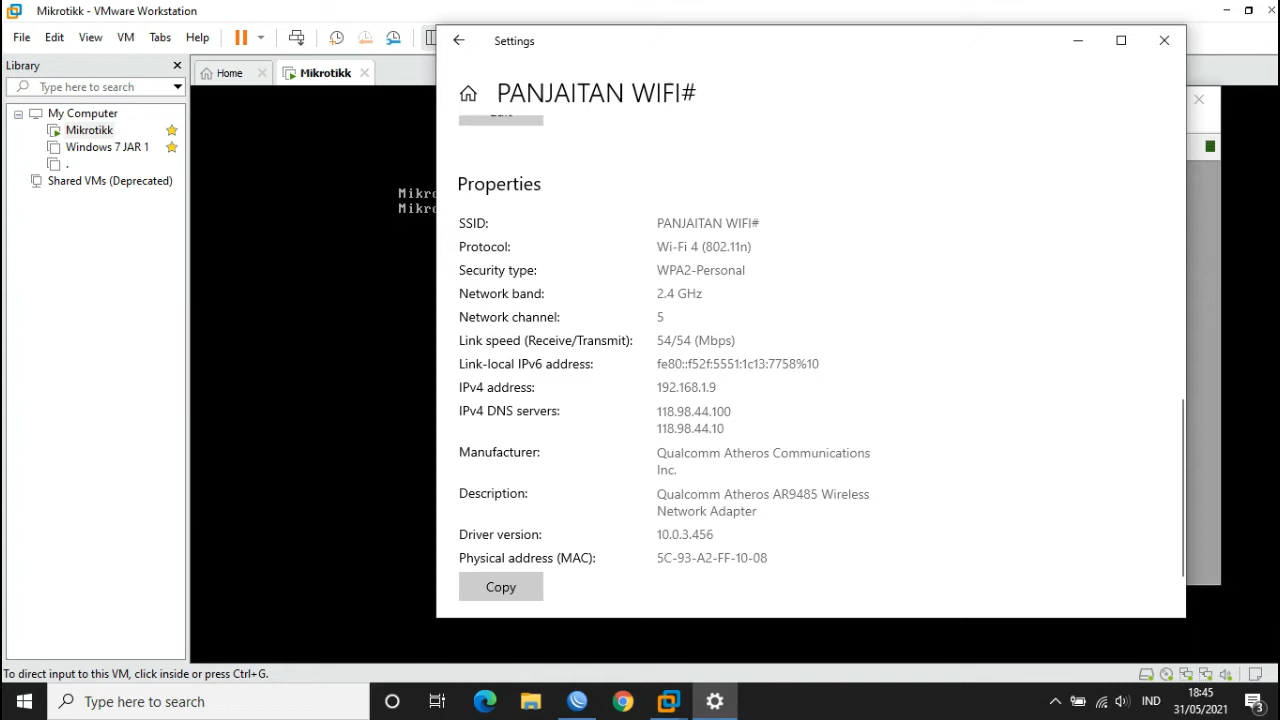 Mikrotikk - VMware Workstation
File Edit View VM Tabs Help
Library
Type here to search
My Computer
Mikrotikk
Windows 7 JAR 1
.
Shared VMs (Deprecated)
Home
Mikrotikk
Mikro
Mikro
Settings
PANJAITAN WIFI#
Properties
SSID: PANJAITAN WIFI#
Protocol: Wi-Fi 4 (802.11n)
Security type: WPA2-Personal
Network band: 2.4 GHz
Network channel: 5
Link speed (Receive/Transmit): 54/54 (Mbps)
Link-local IPv6 address: fe80::f52f:5551:1c13:7758%10
IPv4 address: 192.168.1.9
IPv4 DNS servers: 118.98.44.100
118.98.44.10
Manufacturer: Qualcomm Atheros Communications
Inc.
Description: Qualcomm Atheros AR9485 Wireless
Network Adapter
Driver version: 10.0.3.456
Physical address (MAC): 5C-93-A2-FF-10-08
Copy
To direct input to this VM, click inside or press Ctrl+G.
Type here to search
IND
18:45
31/05/2021
3